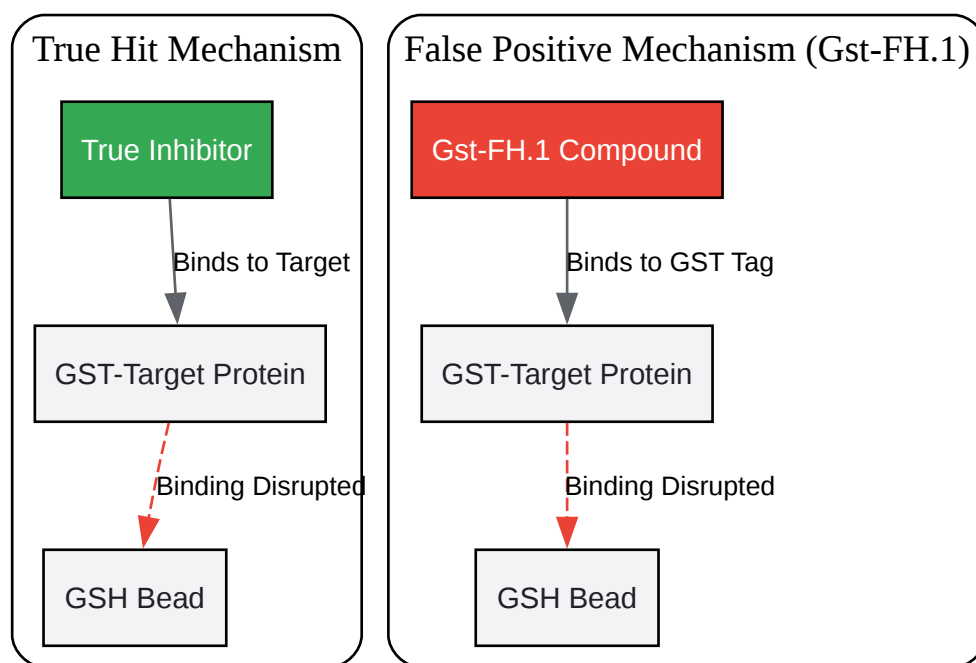 True Hit Mechanism
True Inhibitor
Binds to Target
GST-Target Protein
Binding Disrupted
GSH Bead
False Positive Mechanism (Gst-FH.1)
Gst-FH.1 Compound
Binds to GST Tag
GST-Target Protein
Binding Disrupted
GSH Bead